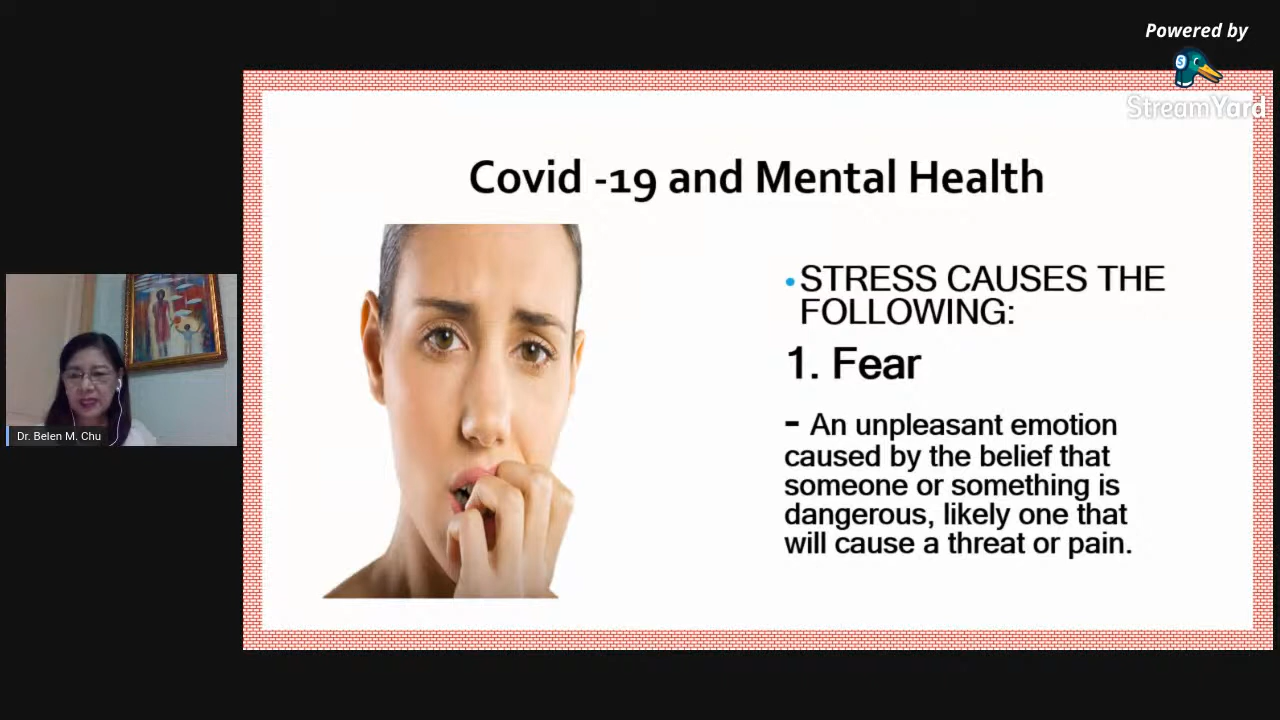 Powered by
S
StreamYard
Covid -19 and Mental Health
• STRESS CAUSES THE
FOLLOWING:
1. Fear
- An unpleasant emotion
caused by the belief that
someone or something is
dangerous, likely one that
will cause a threat or pain.
Dr. Belen M. Chu